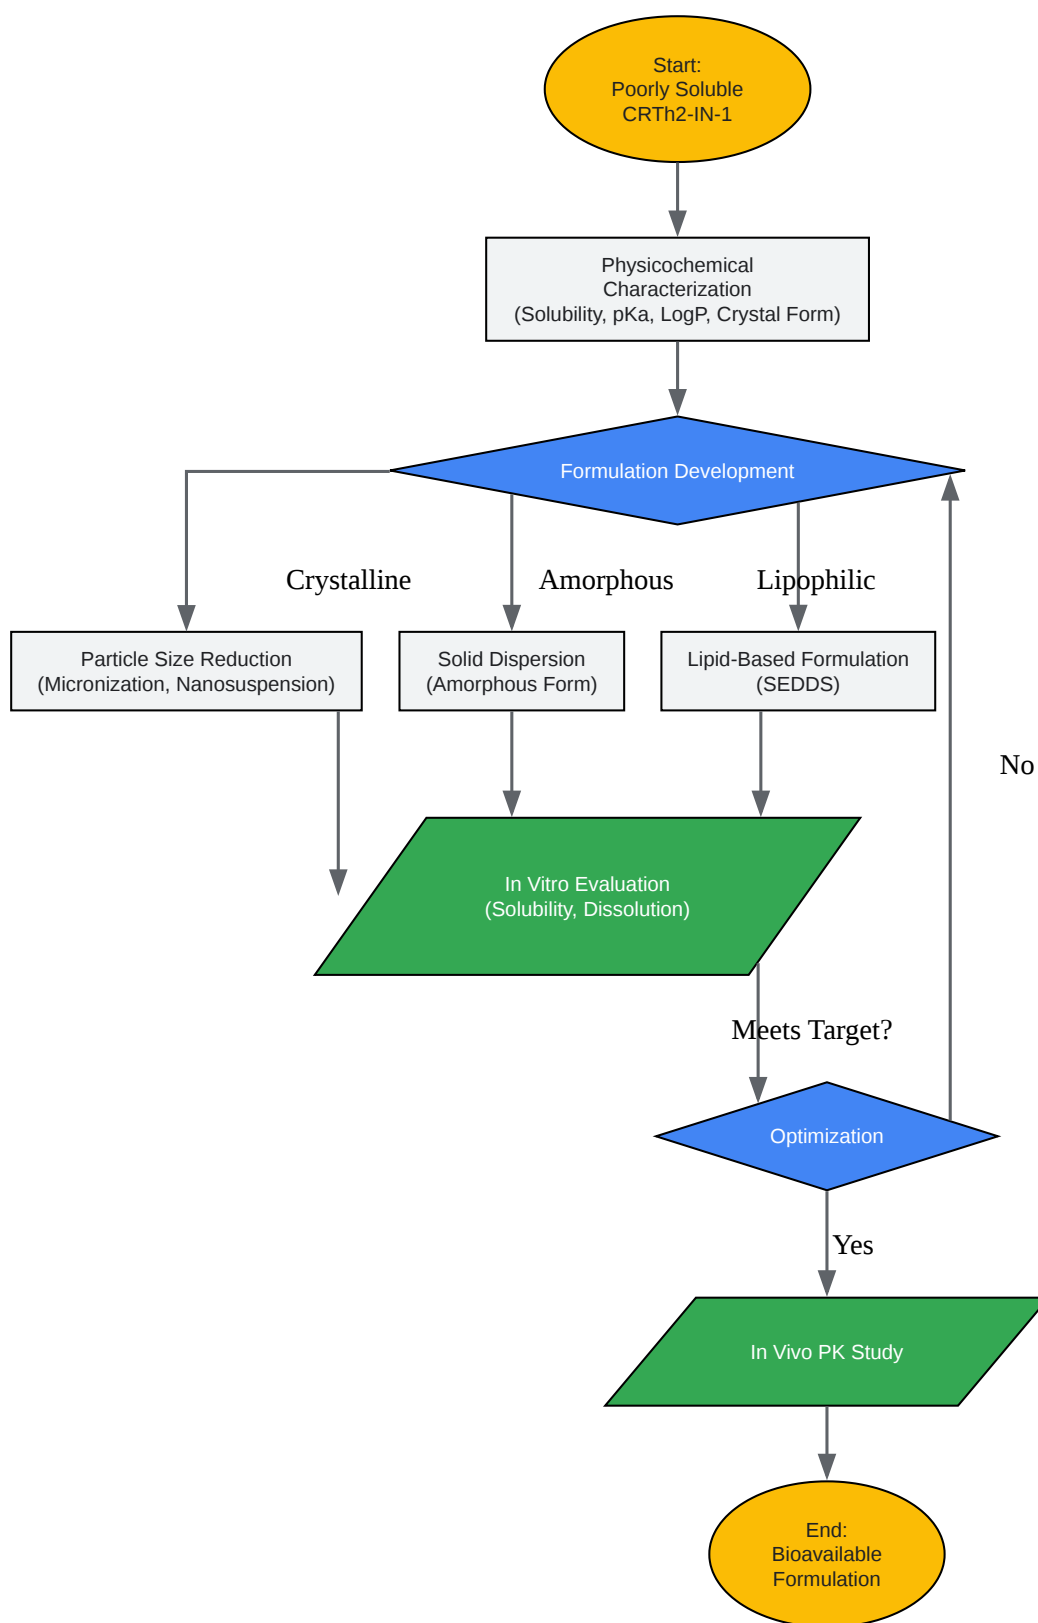 Start:
Poorly Soluble
CRTh2-IN-1
Physicochemical
Characterization
(Solubility, pKa, LogP, Crystal Form)
Formulation Development
Crystalline
Amorphous
Lipophilic
Particle Size Reduction
(Micronization, Nanosuspension)
Solid Dispersion
(Amorphous Form)
Lipid-Based Formulation
(SEDDS)
No
In Vitro Evaluation
(Solubility, Dissolution)
Meets Target?
Optimization
Yes
In Vivo PK Study
End:
Bioavailable
Formulation